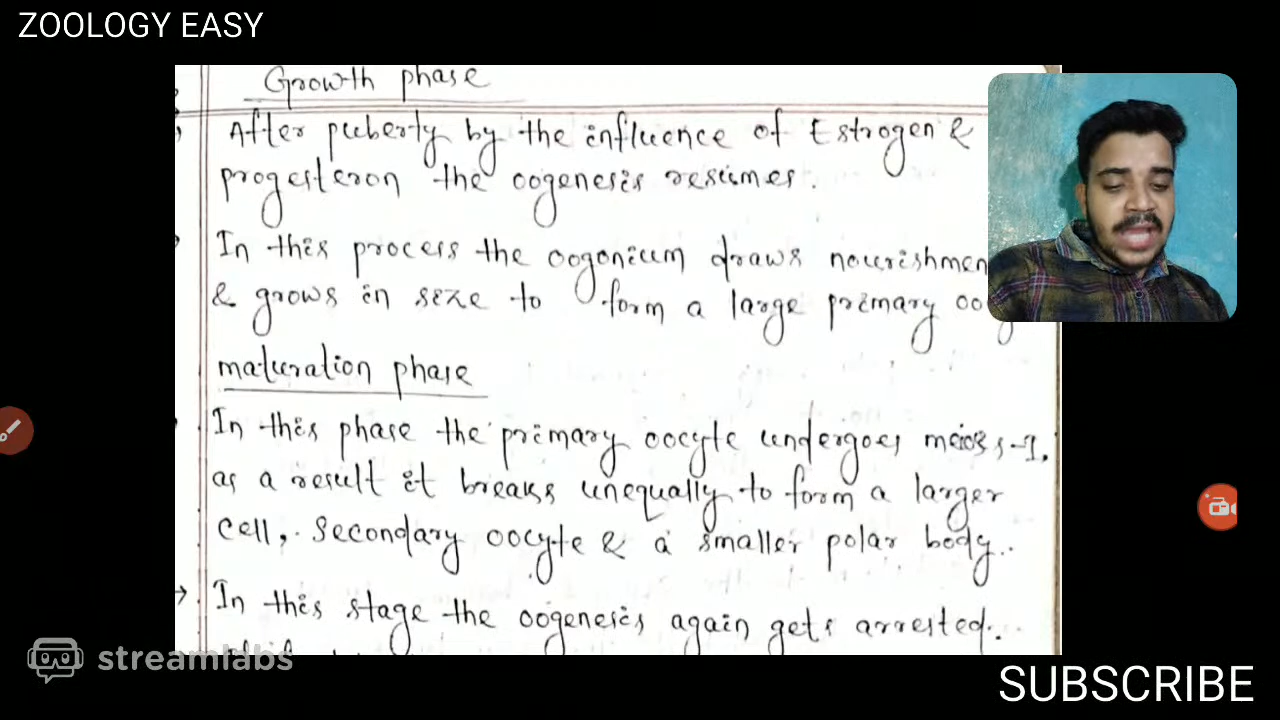 ZOOLOGY EASY
Growth phase
After puberty by the influence of Estrogen &
progesteron the oogenesis resumes.
In this process the oogonium draws nourishmen
& grows in size to form a large primary oo
maturation phase
In this phase the primary oocyte undergoes meiosis-I.
as a result it breaks unequally to form a larger
cell, secondary oocyte & a smaller polar body..
→ In this stage the oogenesis again gets arrested..
streamlabs
SUBSCRIBE